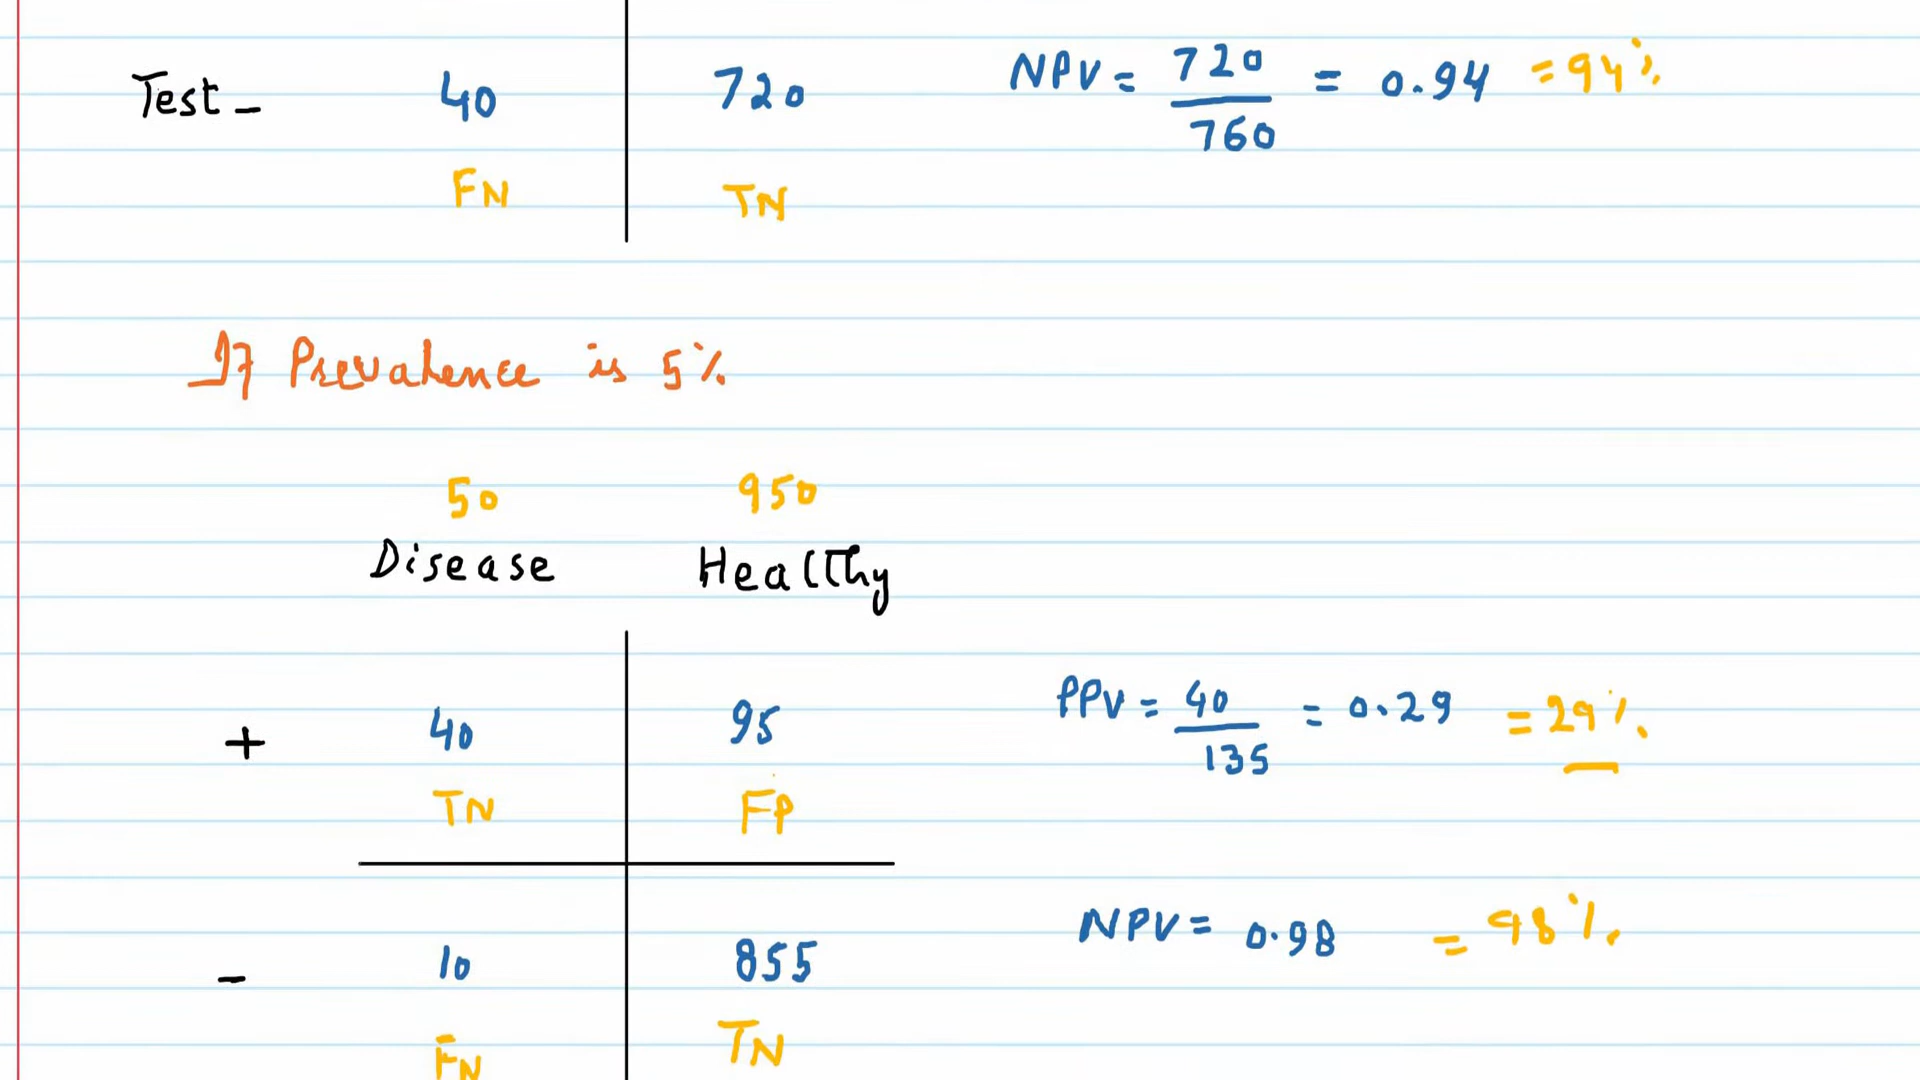 Test - 40 720 NPV = 720 / 760 = 0.94 = 94%
FN TN
If Prevalence is 5%
50 950
Disease Healthy
+ 40 95 PPV = 40 / 135 = 0.29 = 29%
TN FP
- 10 855 NPV = 0.98 = 98%
FN TN